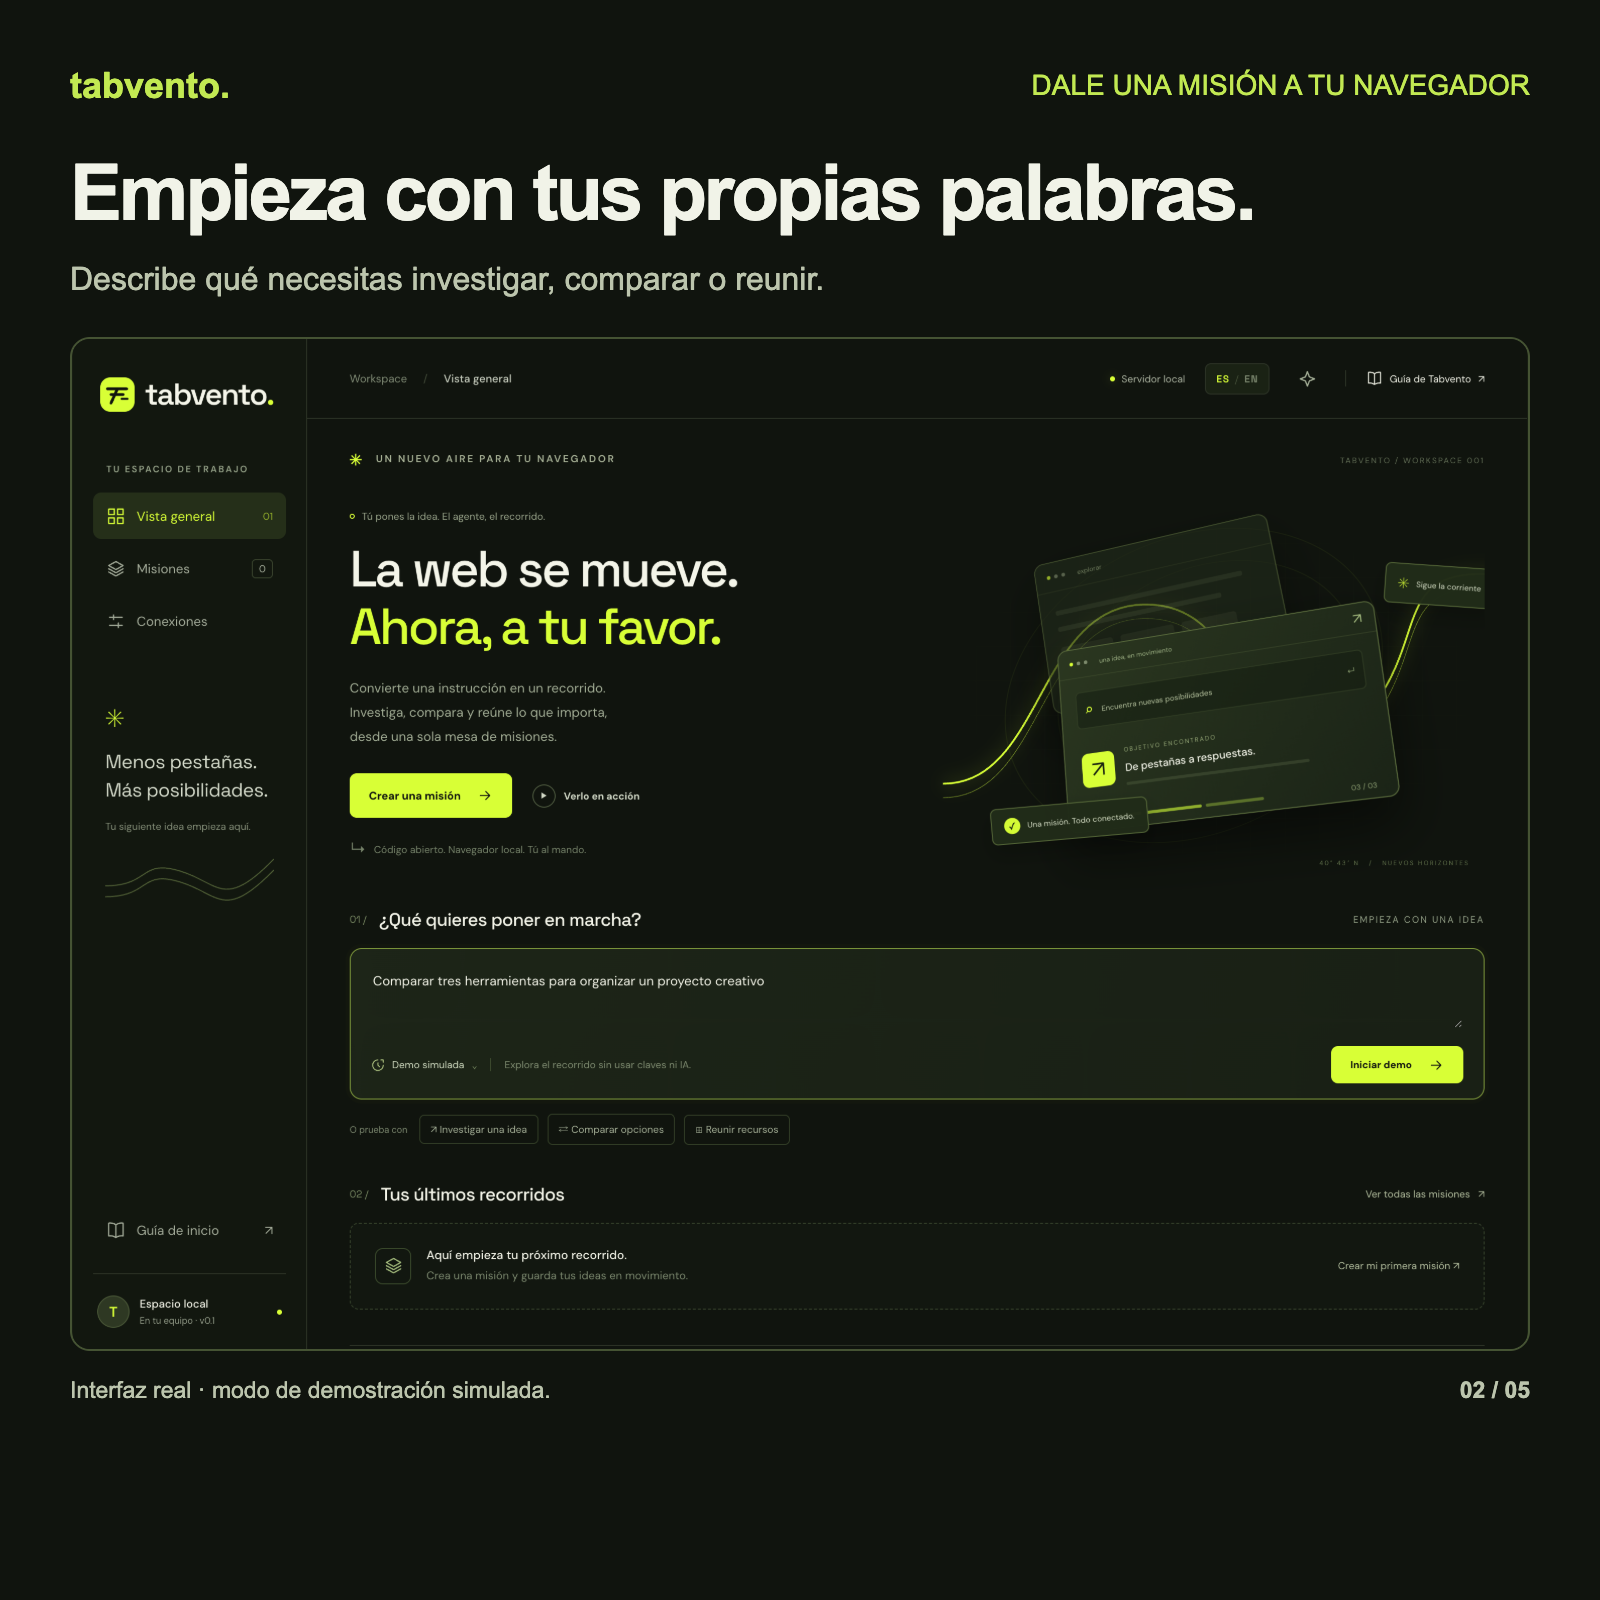 tabvento.
DALE UNA MISIÓN A TU NAVEGADOR
Empieza con tus propias palabras.
Describe qué necesitas investigar, comparar o reunir.
tabvento.
TU ESPACIO DE TRABAJO
Vista general 01
Misiones 0
Conexiones
Menos pestañas.
Más posibilidades.
Tu siguiente idea empieza aquí.
Guía de inicio
T
Espacio local
En tu equipo · v0.1
Workspace / Vista general
Servidor local
ES / EN
Guía de Tabvento
UN NUEVO AIRE PARA TU NAVEGADOR
TABVENTO / WORKSPACE 001
Tú pones la idea. El agente, el recorrido.
La web se mueve.
Ahora, a tu favor.
Convierte una instrucción en un recorrido.
Investiga, compara y reúne lo que importa,
desde una sola mesa de misiones.
Crear una misión
Verlo en acción
Código abierto. Navegador local. Tú al mando.
explorar
Sigue la corriente
una idea, en movimiento
Encuentra nuevas posibilidades
OBJETIVO ENCONTRADO
De pestañas a respuestas.
03 / 03
Una misión. Todo conectado.
40° 43' N / NUEVOS HORIZONTES
01 / ¿Qué quieres poner en marcha?
EMPIEZA CON UNA IDEA
Comparar tres herramientas para organizar un proyecto creativo
Demo simulada
Explora el recorrido sin usar claves ni IA.
Iniciar demo
O prueba con
Investigar una idea
Comparar opciones
Reunir recursos
02 / Tus últimos recorridos
Ver todas las misiones
Aquí empieza tu próximo recorrido.
Crea una misión y guarda tus ideas en movimiento.
Crear mi primera misión
Interfaz real · modo de demostración simulada.
02 / 05